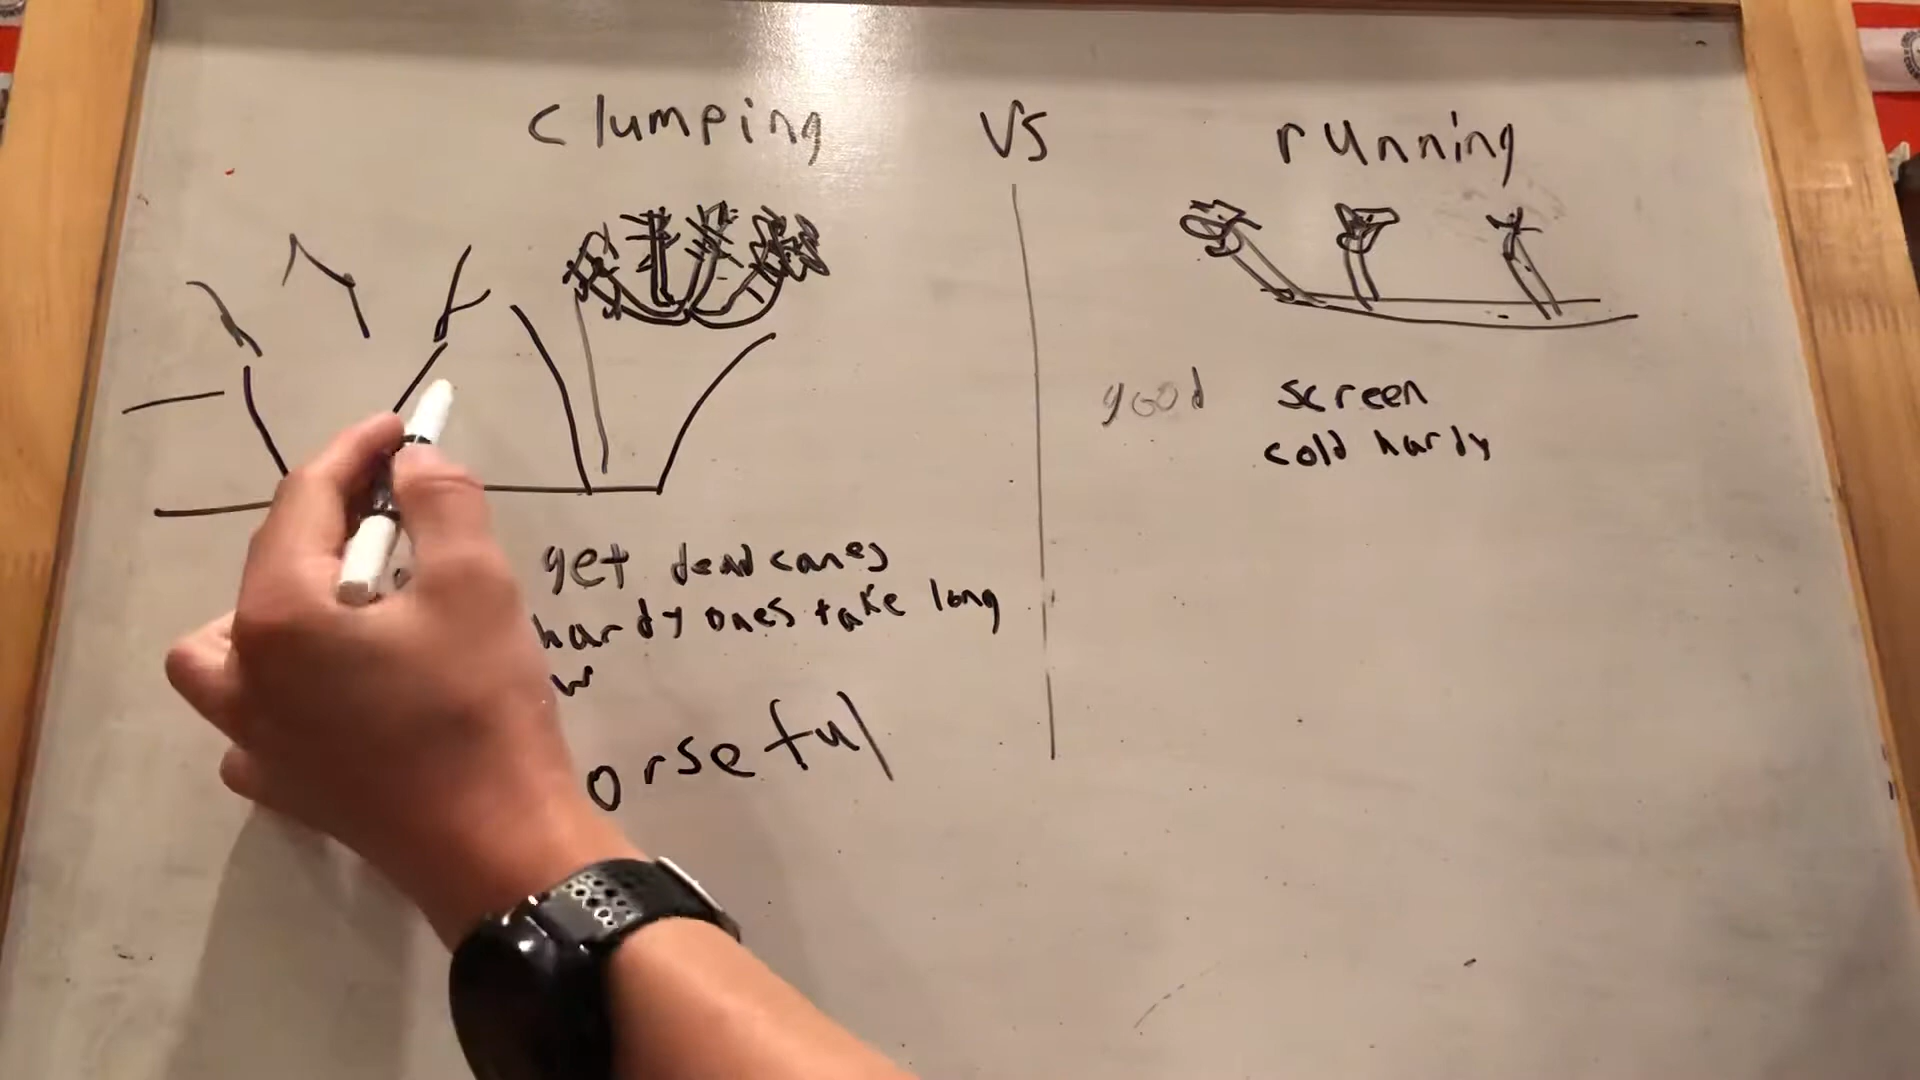 clumping vs running
good screen
cold hardy
get dead canes
hardy ones take long
w
orseful